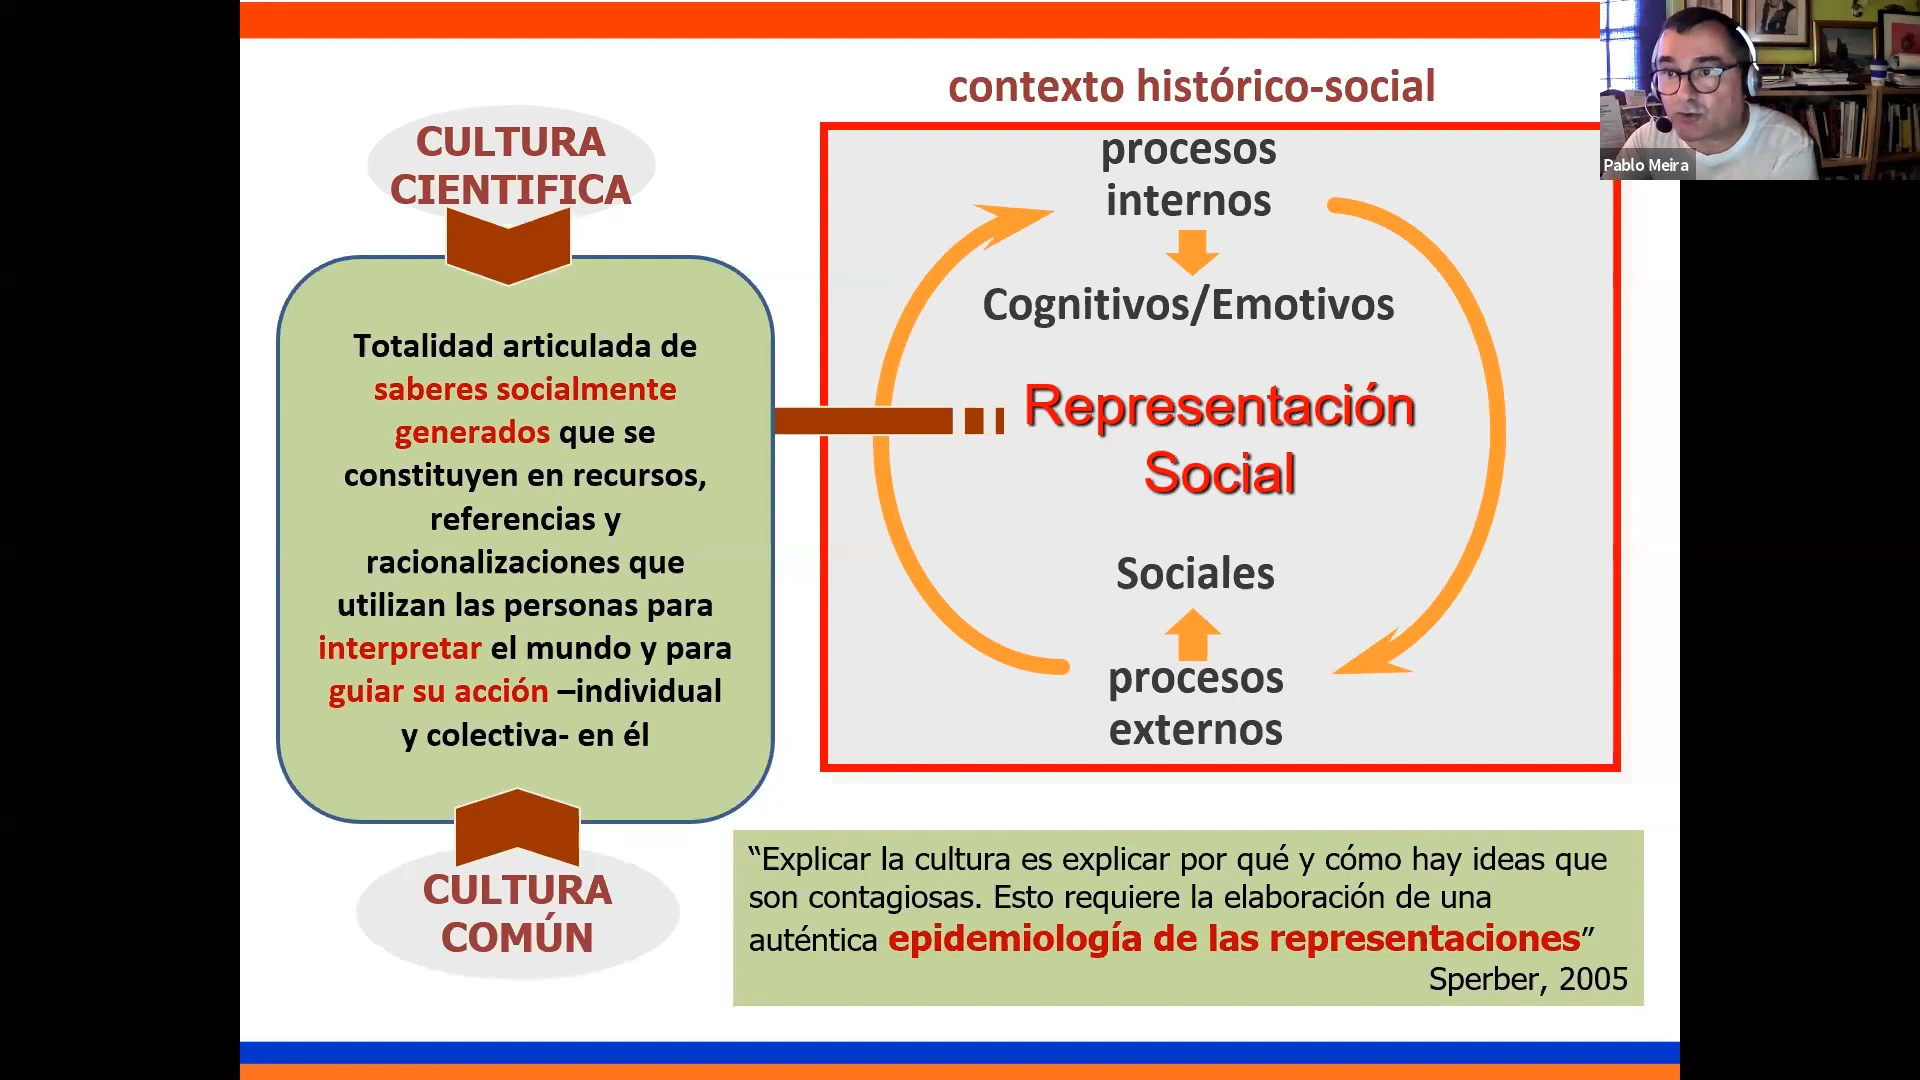 CULTURA
CIENTIFICA
Totalidad articulada de
saberes socialmente
generados que se
constituyen en recursos,
referencias y
racionalizaciones que
utilizan las personas para
interpretar el mundo y para
guiar su acción –individual
y colectiva- en él
CULTURA
COMÚN
contexto histórico-social
procesos
internos
Cognitivos/Emotivos
Representación
Social
Sociales
procesos
externos
“Explicar la cultura es explicar por qué y cómo hay ideas que
son contagiosas. Esto requiere la elaboración de una
auténtica epidemiología de las representaciones”
Sperber, 2005
Pablo Meira